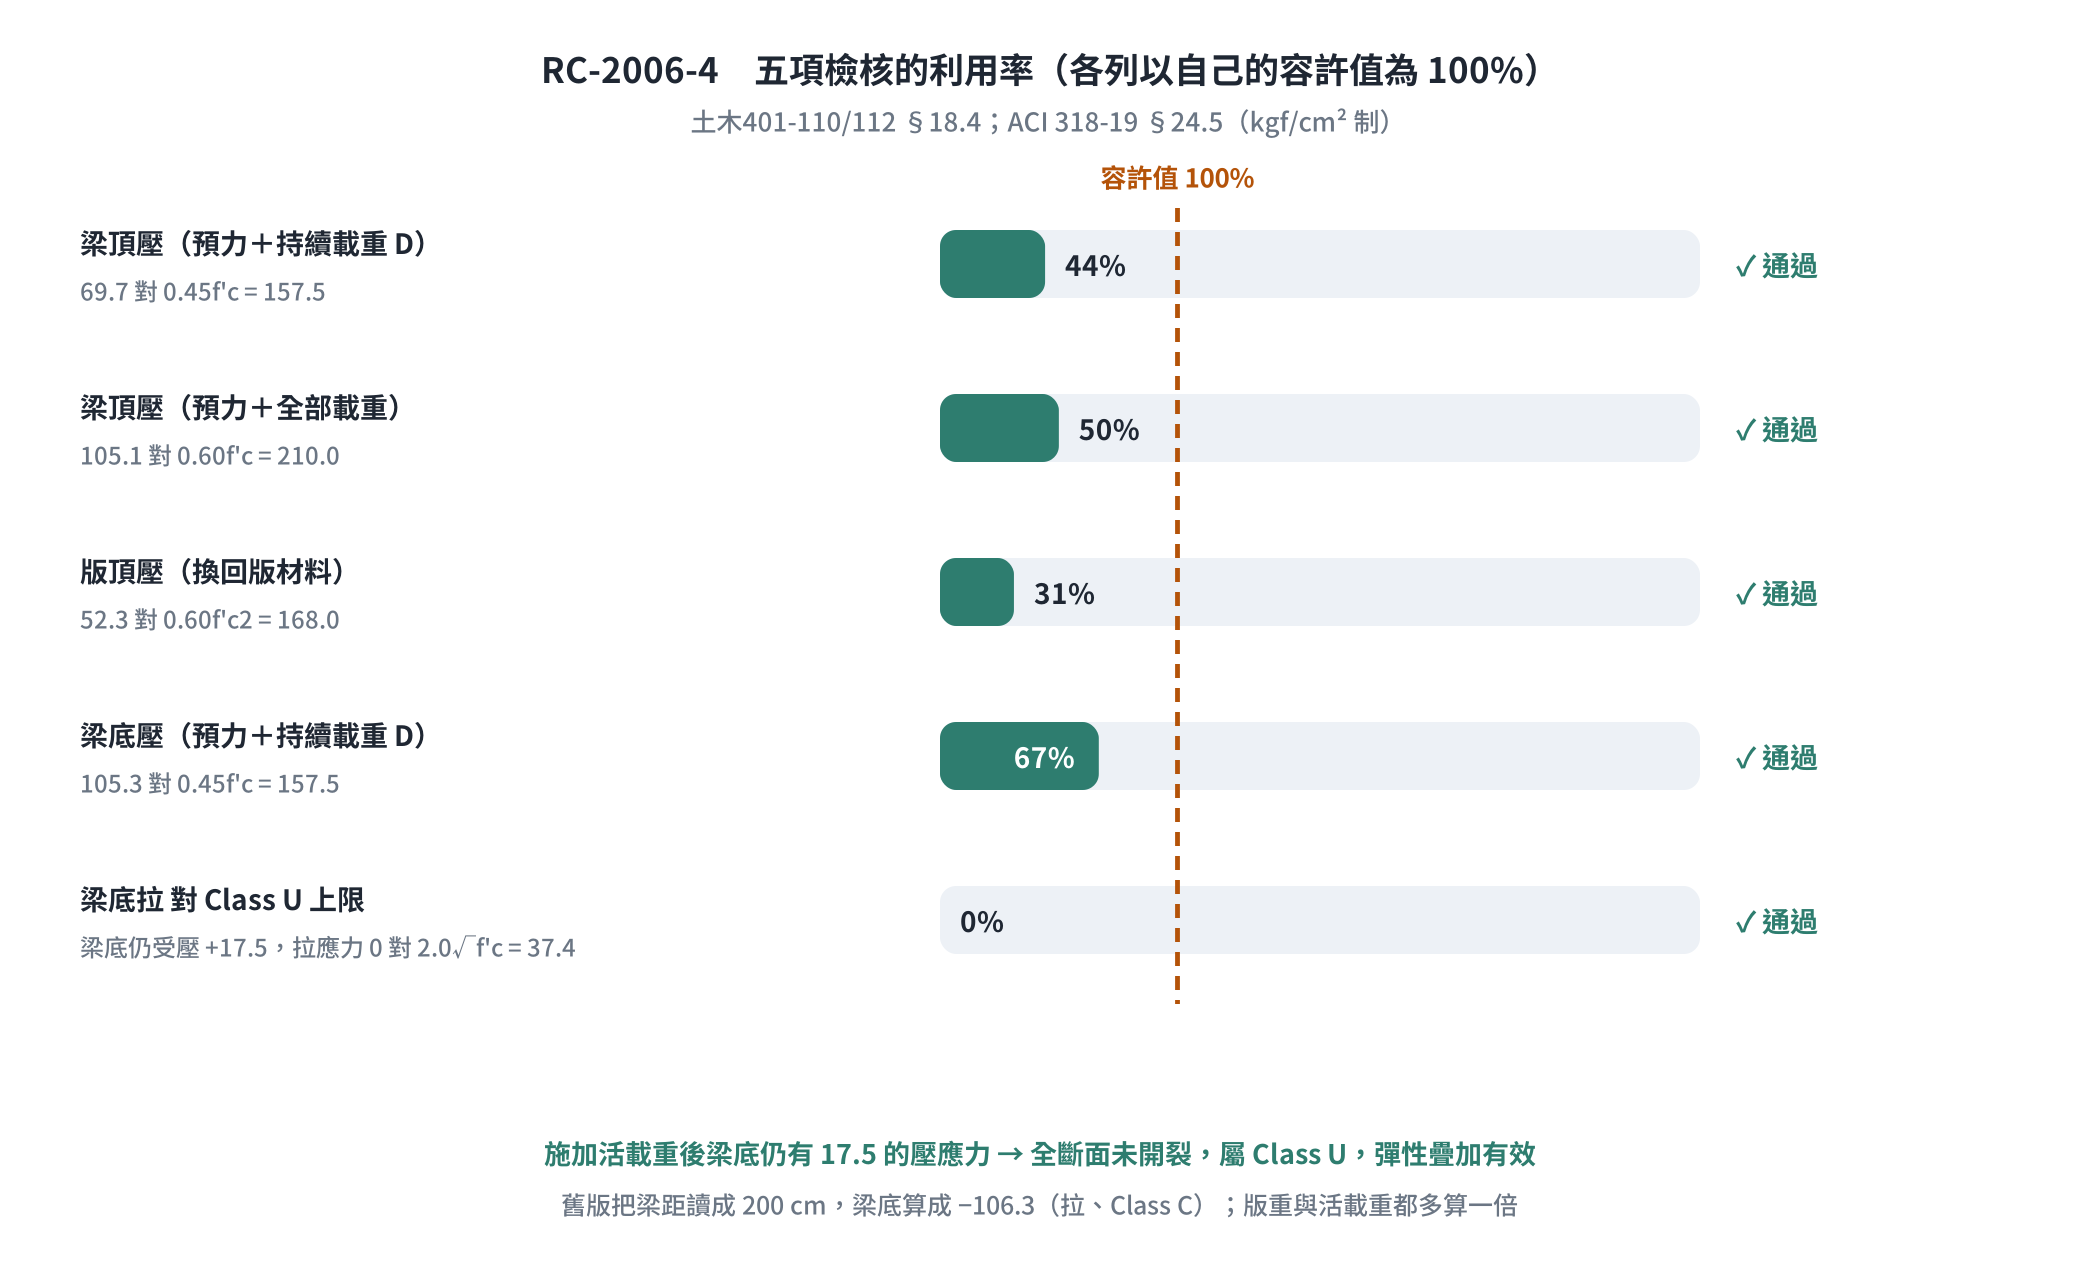 RC-2006-4　五項檢核的利用率（各列以自己的容許值為 100%）
土木401-110/112 §18.4；ACI 318-19 §24.5（kgf/cm² 制）
容許值 100%
梁頂壓（預力＋持續載重 D）
69.7 對 0.45f'c = 157.5
44%
✓ 通過
梁頂壓（預力＋全部載重）
105.1 對 0.60f'c = 210.0
50%
✓ 通過
版頂壓（換回版材料）
52.3 對 0.60f'c2 = 168.0
31%
✓ 通過
梁底壓（預力＋持續載重 D）
105.3 對 0.45f'c = 157.5
67%
✓ 通過
梁底拉 對 Class U 上限
梁底仍受壓 +17.5，拉應力 0 對 2.0√f'c = 37.4
0%
✓ 通過
施加活載重後梁底仍有 17.5 的壓應力 → 全斷面未開裂，屬 Class U，彈性疊加有效
舊版把梁距讀成 200 cm，梁底算成 −106.3（拉、Class C）；版重與活載重都多算一倍